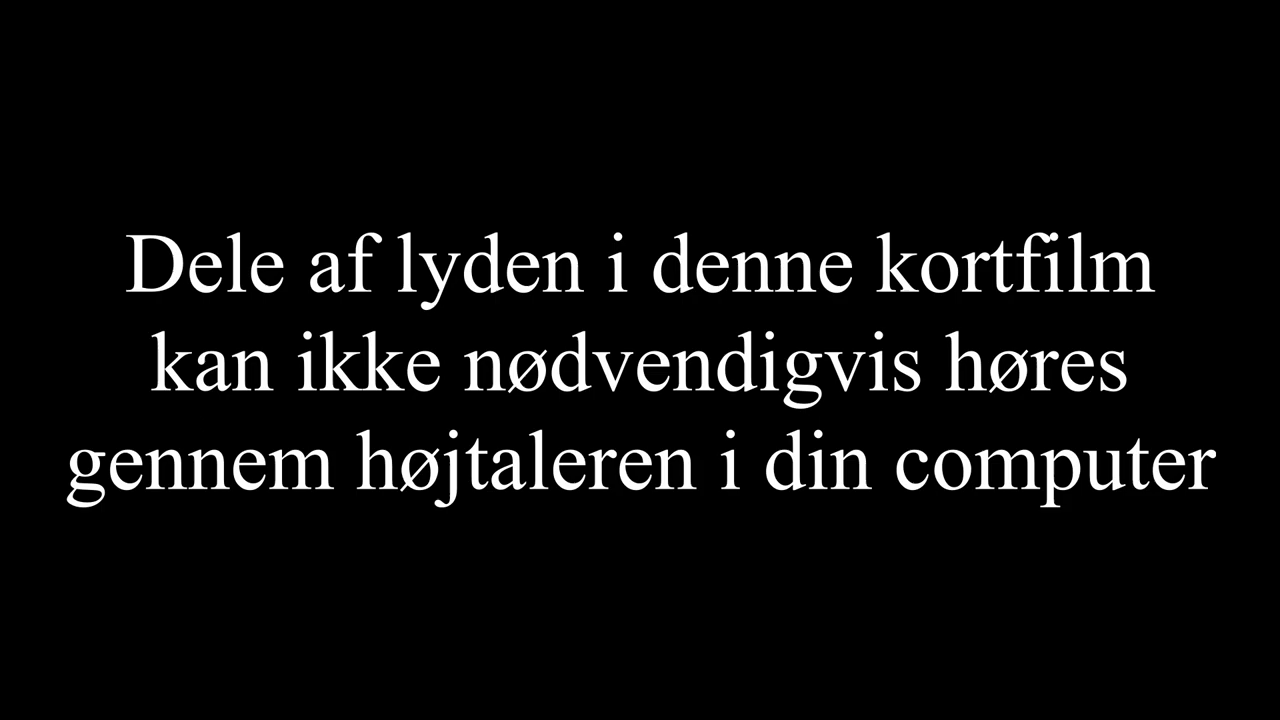 Dele af lyden i denne kortfilm
kan ikke nødvendigvis høres
gennem højtaleren i din computer